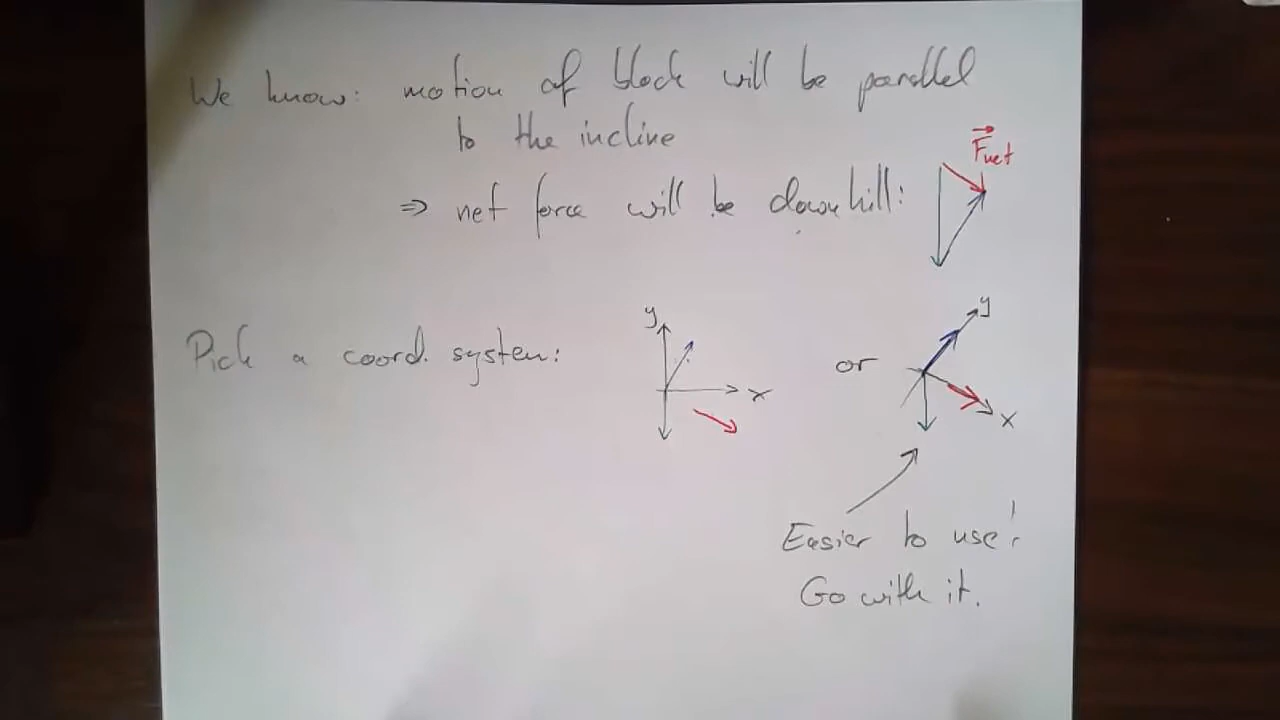 We know: motion of block will be parallel
to the incline
F net
⇒ net force will be downhill:
Pick a coord. system:
y
x
or
y
x
Easier to use!
Go with it.